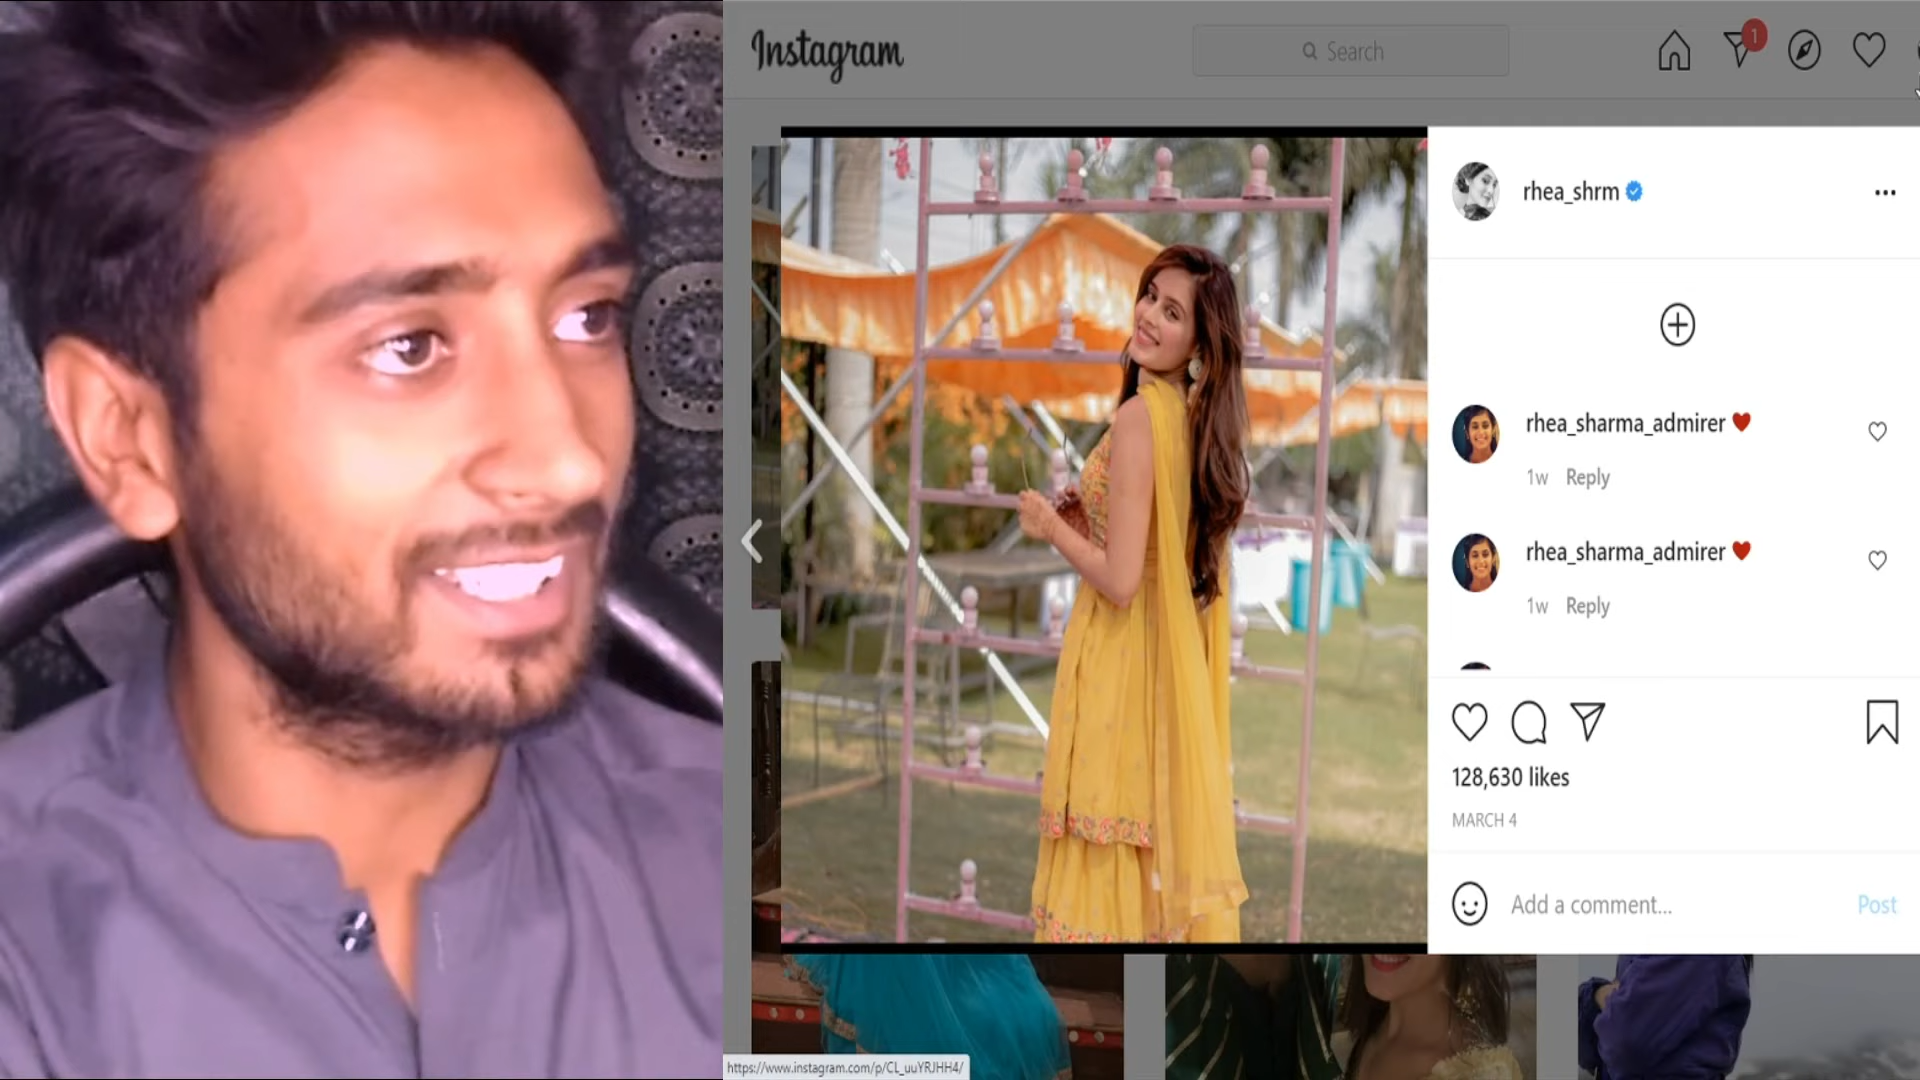 Instagram
Search
1
rhea_shrm
rhea_sharma_admirer ♥
1w Reply
rhea_sharma_admirer ♥
1w Reply
128,630 likes
MARCH 4
Add a comment...
Post
https://www.instagram.com/p/CL_uuYRJHH4/